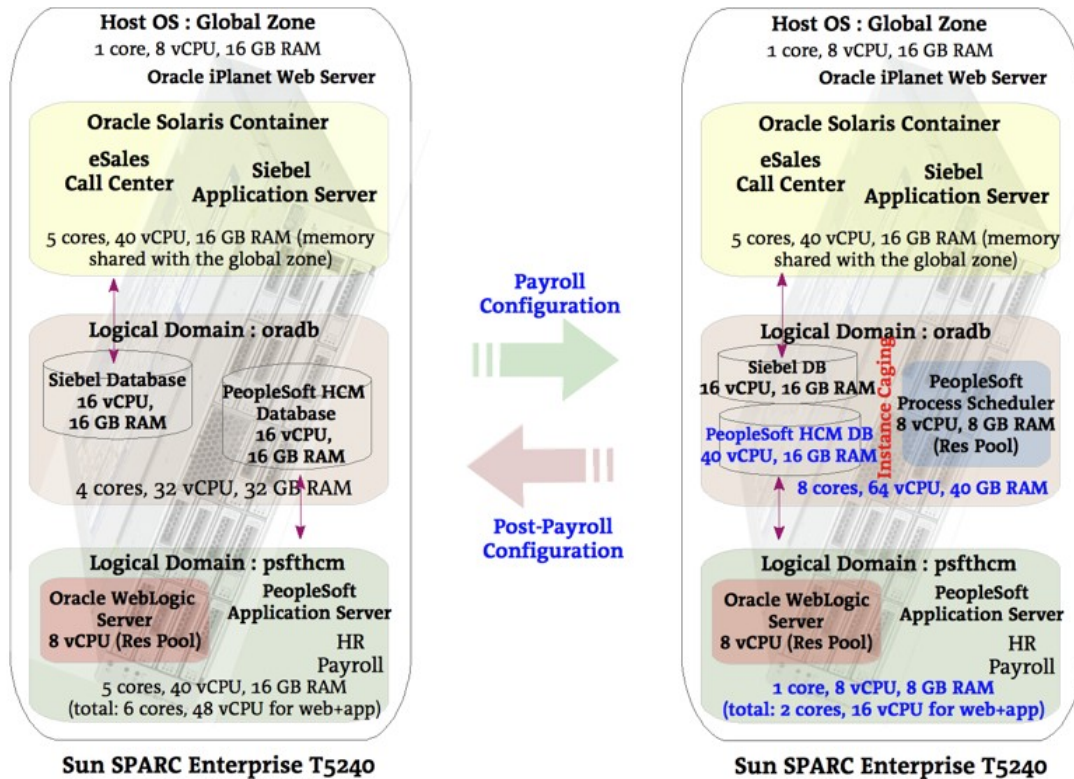 Host OS : Global Zone
1 core, 8 vCPU, 16 GB RAM
Oracle iPlanet Web Server
Oracle Solaris Container
eSales
Call Center
Siebel
Application Server
5 cores, 40 vCPU, 16 GB RAM (memory
shared with the global zone)
Logical Domain : oradb
Siebel Database
16 vCPU,
16 GB RAM
PeopleSoft HCM
Database
16 vCPU,
16 GB RAM
4 cores, 32 vCPU, 32 GB RAM
Logical Domain : psfthcm
Oracle WebLogic
Server
8 vCPU (Res Pool)
PeopleSoft
Application Server
HR
Payroll
5 cores, 40 vCPU, 16 GB RAM
(total: 6 cores, 48 vCPU for web+app)
Sun SPARC Enterprise T5240
Payroll
Configuration
Post-Payroll
Configuration
Host OS : Global Zone
1 core, 8 vCPU, 16 GB RAM
Oracle iPlanet Web Server
Oracle Solaris Container
eSales
Call Center
Siebel
Application Server
5 cores, 40 vCPU, 16 GB RAM (memory
shared with the global zone)
Logical Domain : oradb
Siebel DB
16 vCPU, 16 GB RAM
PeopleSoft HCM DB
40 vCPU, 16 GB RAM
Instance Caging
PeopleSoft
Process Scheduler
8 vCPU, 8 GB RAM
(Res Pool)
8 cores, 64 vCPU, 40 GB RAM
Logical Domain : psfthcm
Oracle WebLogic
Server
8 vCPU (Res Pool)
PeopleSoft
Application Server
HR
Payroll
1 core, 8 vCPU, 8 GB RAM
(total: 2 cores, 16 vCPU for web+app)
Sun SPARC Enterprise T5240